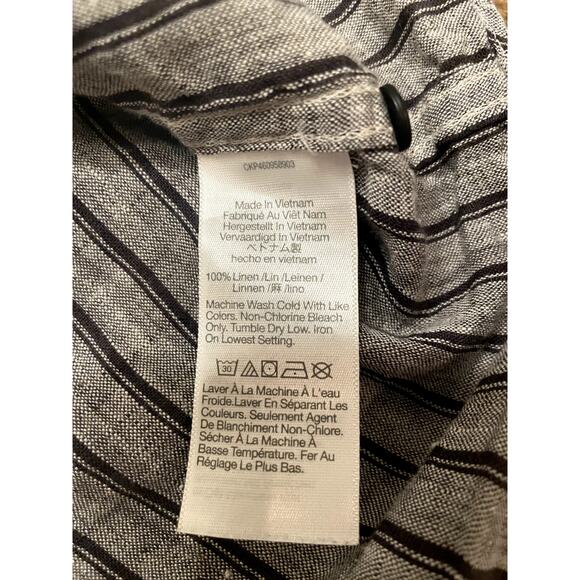 CKP460958903
Made In Vietnam
Fabriqué Au Viêt Nam
Hergestellt In Vietnam
Vervaardigd In Vietnam
ベトナム製
hecho en vietnam
100% Linen /Lin /Leinen /
Linnen /麻 /lino
Machine Wash Cold With Like
Colors. Non-Chlorine Bleach
Only. Tumble Dry Low. Iron
On Lowest Setting.
30
Laver À La Machine À L'eau
Froide.Laver En Séparant Les
Couleurs. Seulement Agent
De Blanchiment Non-Chlore.
Sécher À La Machine À
Basse Température. Fer Au
Réglage Le Plus Bas.